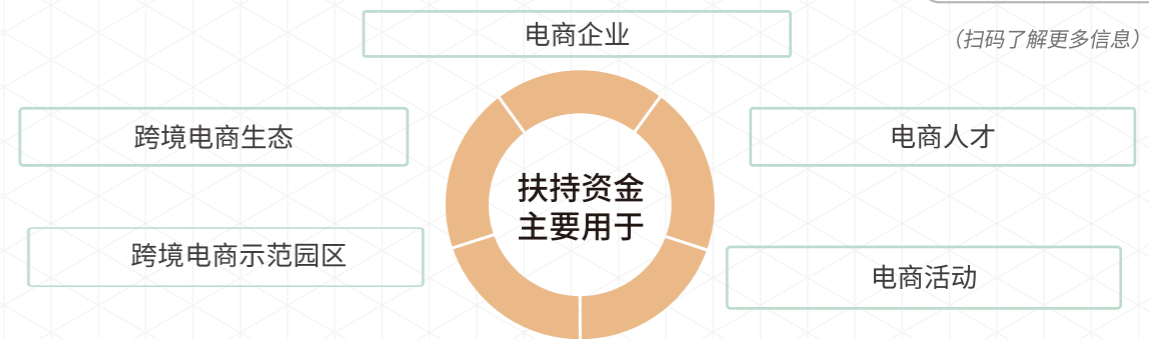 电商企业
(扫码了解更多信息)
跨境电商生态
电商人才
扶持资金
主要用于
跨境电商示范园区
电商活动